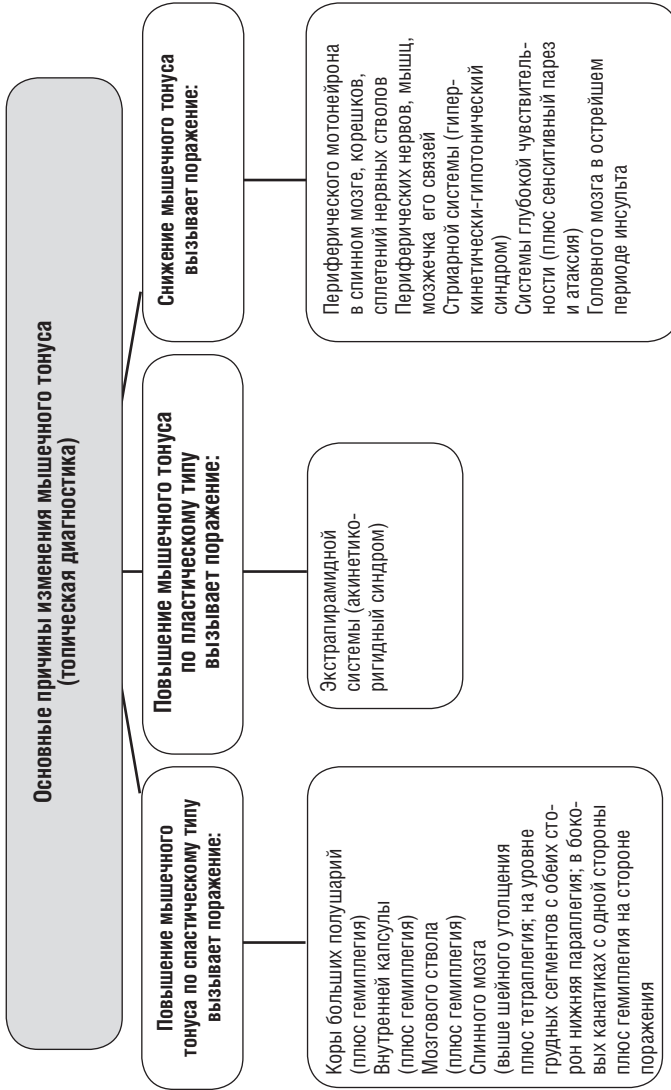 Основные причины изменения мышечного тонуса
(топическая диагностика)
Повышение мышечного
тонуса по спастическому типу
вызывает поражение:
Коры больших полушарий
(плюс гемиплегия)
Внутренней капсулы
(плюс гемиплегия)
Мозгового ствола
(плюс гемиплегия)
Спинного мозга
(выше шейного утолщения
плюс тетраплегия; на уровне
грудных сегментов с обеих сто-
рон нижняя параплегия; в боко-
вых канатиках с одной стороны
плюс гемиплегия на стороне
поражения
Повышение мышечного тонуса
по пластическому типу
вызывает поражение:
Экстрапирамидной
системы (акинетико-
ригидный синдром)
Снижение мышечного тонуса
вызывает поражение:
Периферического мотонейрона
в спинном мозге, корешков,
сплетений нервных стволов
Периферических нервов, мышц,
мозжечка его связей
Стриарной системы (гипер-
кинетически-гипотонический
синдром)
Системы глубокой чувствитель-
ности (плюс сенситивный парез
и атаксия)
Головного мозга в острейшем
периоде инсульта